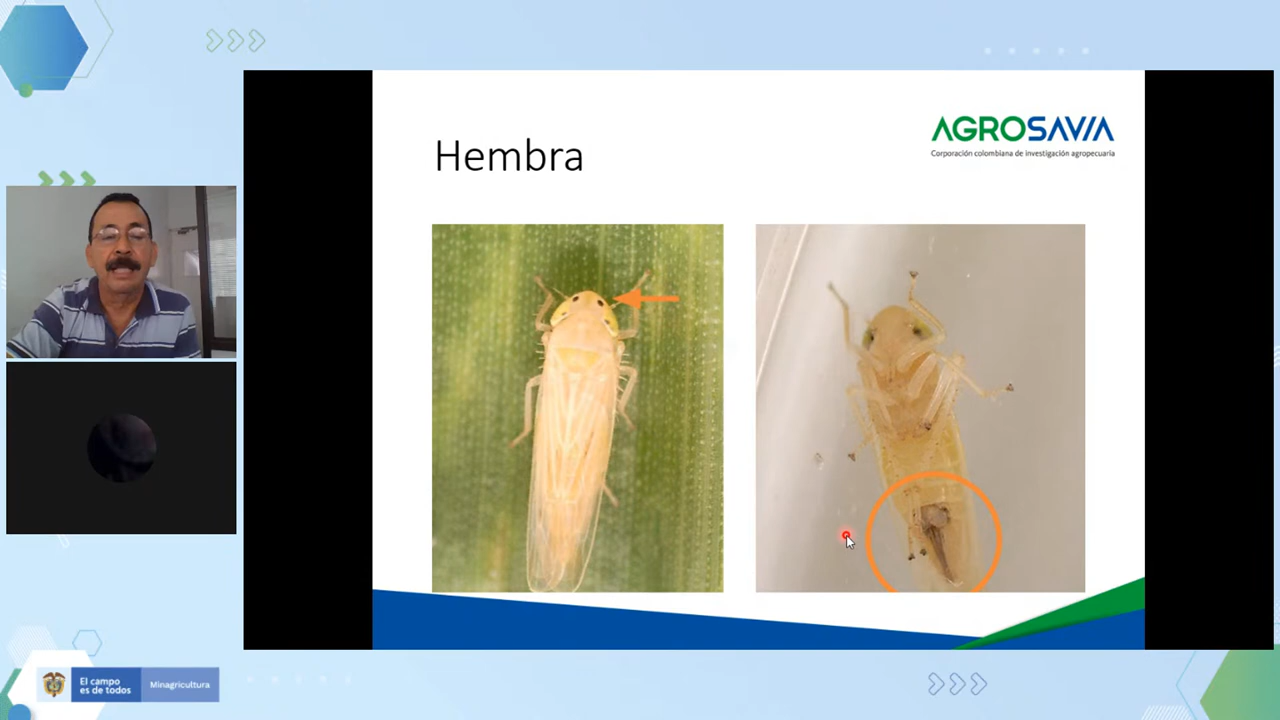 Hembra
AGROSAVIA
Corporación colombiana de investigación agropecuaria
El campo
es de todos
Minagricultura